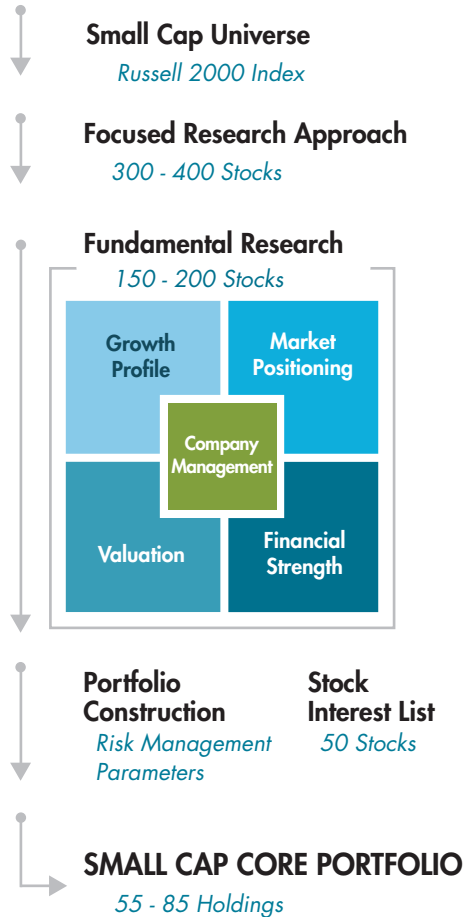 Small Cap Universe
Russell 2000 Index
Focused Research Approach
300 - 400 Stocks
Fundamental Research
150 - 200 Stocks
Growth
Profile
Market
Positioning
Company
Management
Valuation
Financial
Strength
Portfolio
Construction
Risk Management
Parameters
Stock
Interest List
50 Stocks
SMALL CAP CORE PORTFOLIO
55 - 85 Holdings